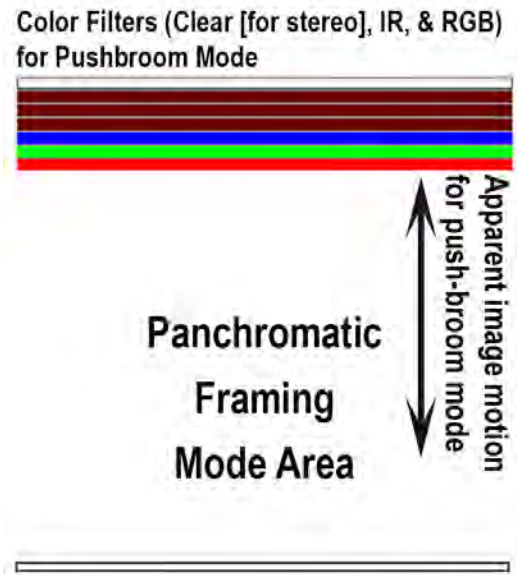 Color Filters (Clear [for stereo], IR, & RGB)
for Pushbroom Mode
Apparent image motion
for push-broom mode
Panchromatic
Framing
Mode Area